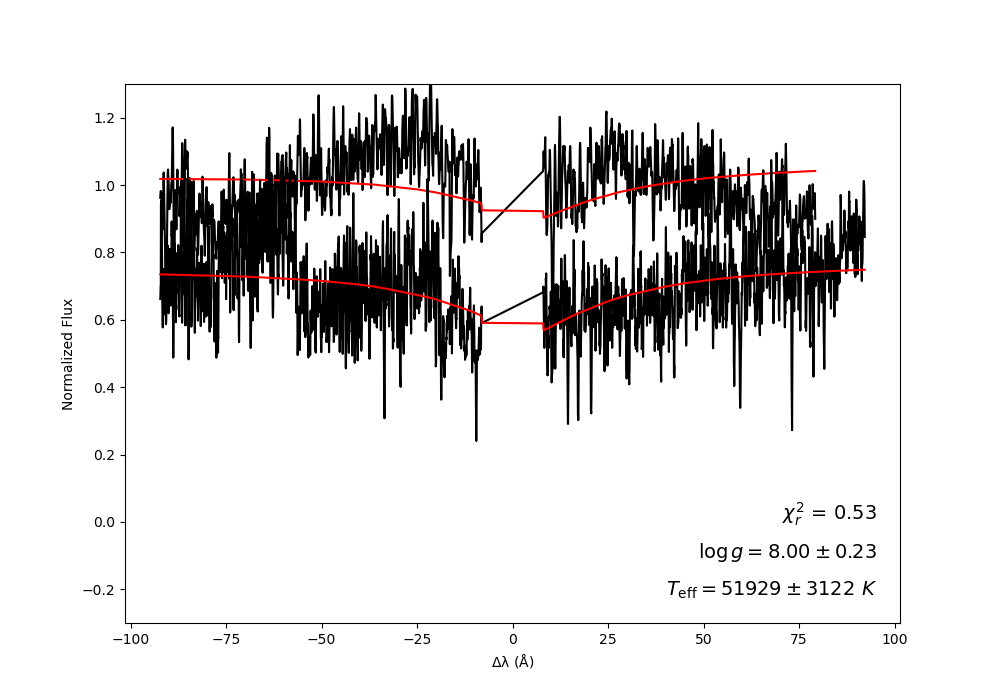 1.2
1.0
0.8
0.6
0.4
0.2
0.0
−0.2
Normalized Flux
χ²ᵣ = 0.53
log g = 8.00 ± 0.23
T_eff = 51929 ± 3122 K
−100 −75 −50 −25 0 25 50 75 100
Δλ (Å)